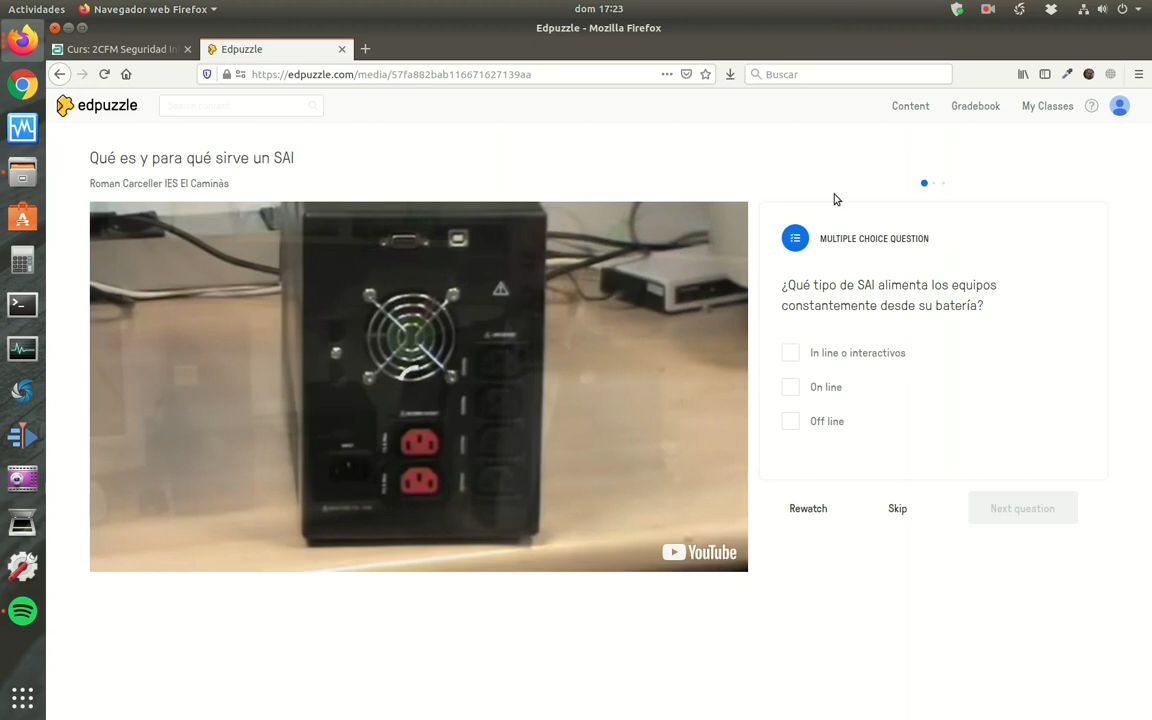 Actividades
Navegador web Firefox
dom 17:23
Edpuzzle - Mozilla Firefox
Curs: 2CFM Seguridad In
Edpuzzle
https://edpuzzle.com/media/57fa882bab116671627139aa
Buscar
edpuzzle
Search content
Content
Gradebook
My Classes
Qué es y para qué sirve un SAI
Roman Carceller IES El Caminàs
MULTIPLE CHOICE QUESTION
¿Qué tipo de SAI alimenta los equipos
constantemente desde su batería?
In line o interactivos
On line
Off line
YouTube
Rewatch
Skip
Next question